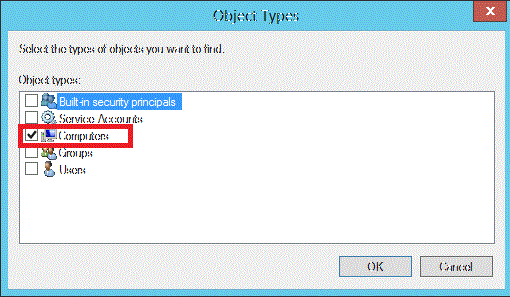 Object Types
Select the types of objects you want to find.
Object types:
Built-in security principals
Service Accounts
Computers
Groups
Users
OK
Cancel